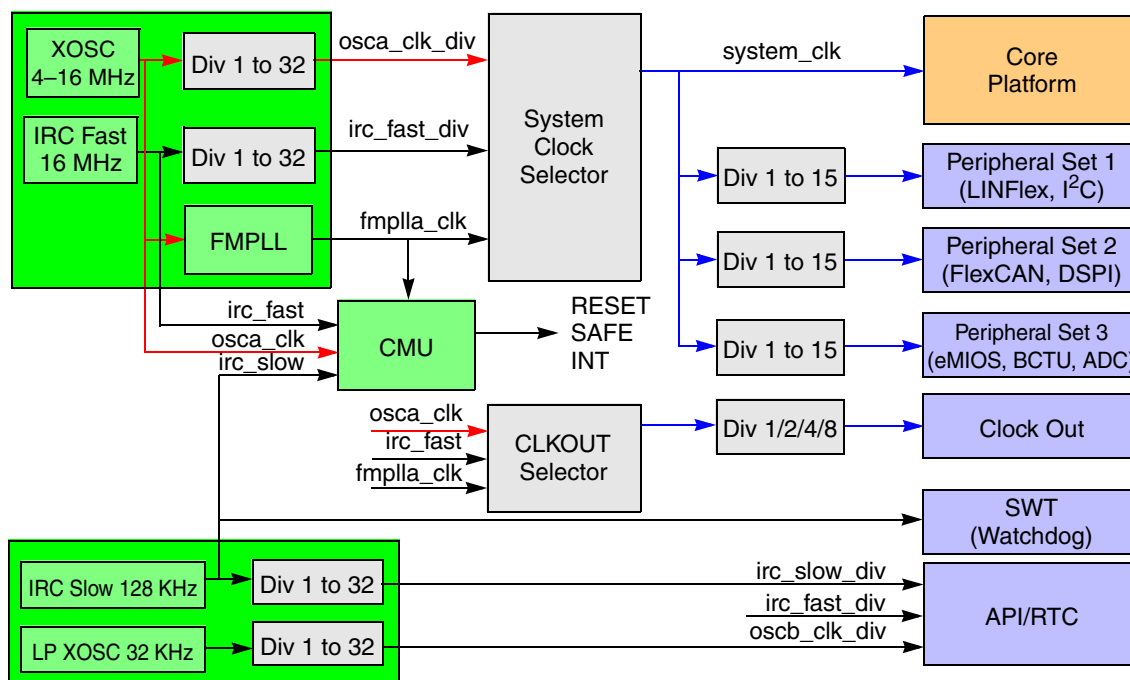 XOSC
4–16 MHz
Div 1 to 32
osca_clk_div
IRC Fast
16 MHz
Div 1 to 32
irc_fast_div
FMPLL
fmplla_clk
System
Clock
Selector
system_clk
Core
Platform
Div 1 to 15
Peripheral Set 1
(LINFlex, I²C)
Div 1 to 15
Peripheral Set 2
(FlexCAN, DSPI)
Div 1 to 15
Peripheral Set 3
(eMIOS, BCTU, ADC)
irc_fast
osca_clk
irc_slow
CMU
RESET
SAFE
INT
osca_clk
irc_fast
fmplla_clk
CLKOUT
Selector
Div 1/2/4/8
Clock Out
SWT
(Watchdog)
IRC Slow 128 KHz
Div 1 to 32
irc_slow_div
irc_fast_div
oscb_clk_div
API/RTC
LP XOSC 32 KHz
Div 1 to 32